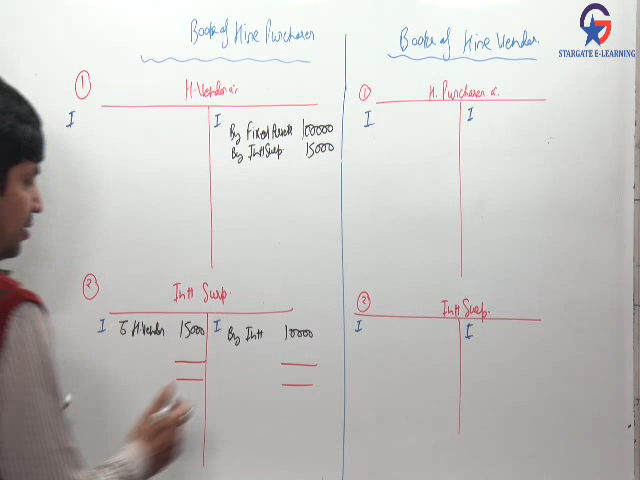 Books of Hire Purchaser
Books of Hire Vendor.
STARGATE E-LEARNING
① H. Vendor a/c
I I
By Fixed Assets 100000
By Intt Susp. 15000
② Intt Susp.
I To H. Vendor 15000 I By Intt 10000
① H. Purchaser a/c
I I
② Intt Susp.
I I